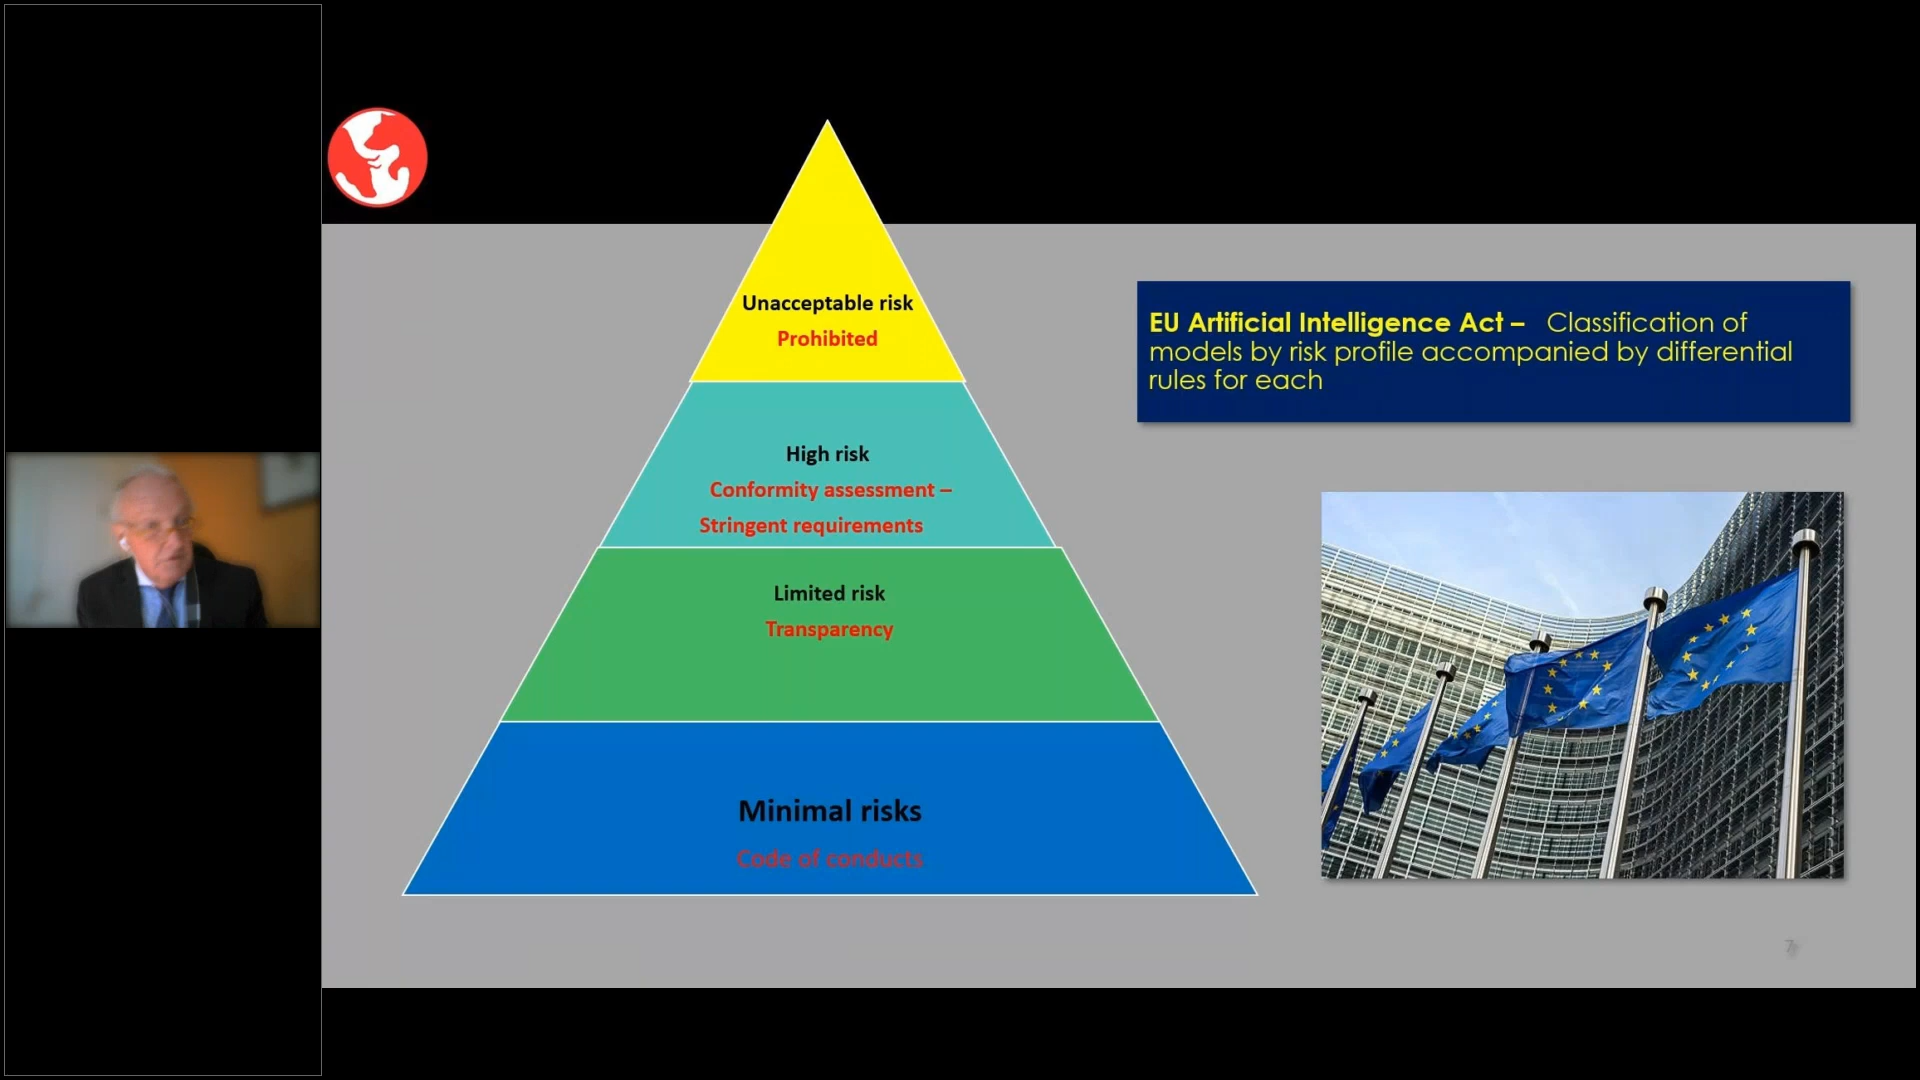 Unacceptable risk
Prohibited
High risk
Conformity assessment –
Stringent requirements
Limited risk
Transparency
Minimal risks
Code of conducts
EU Artificial Intelligence Act – Classification of
models by risk profile accompanied by differential
rules for each
7